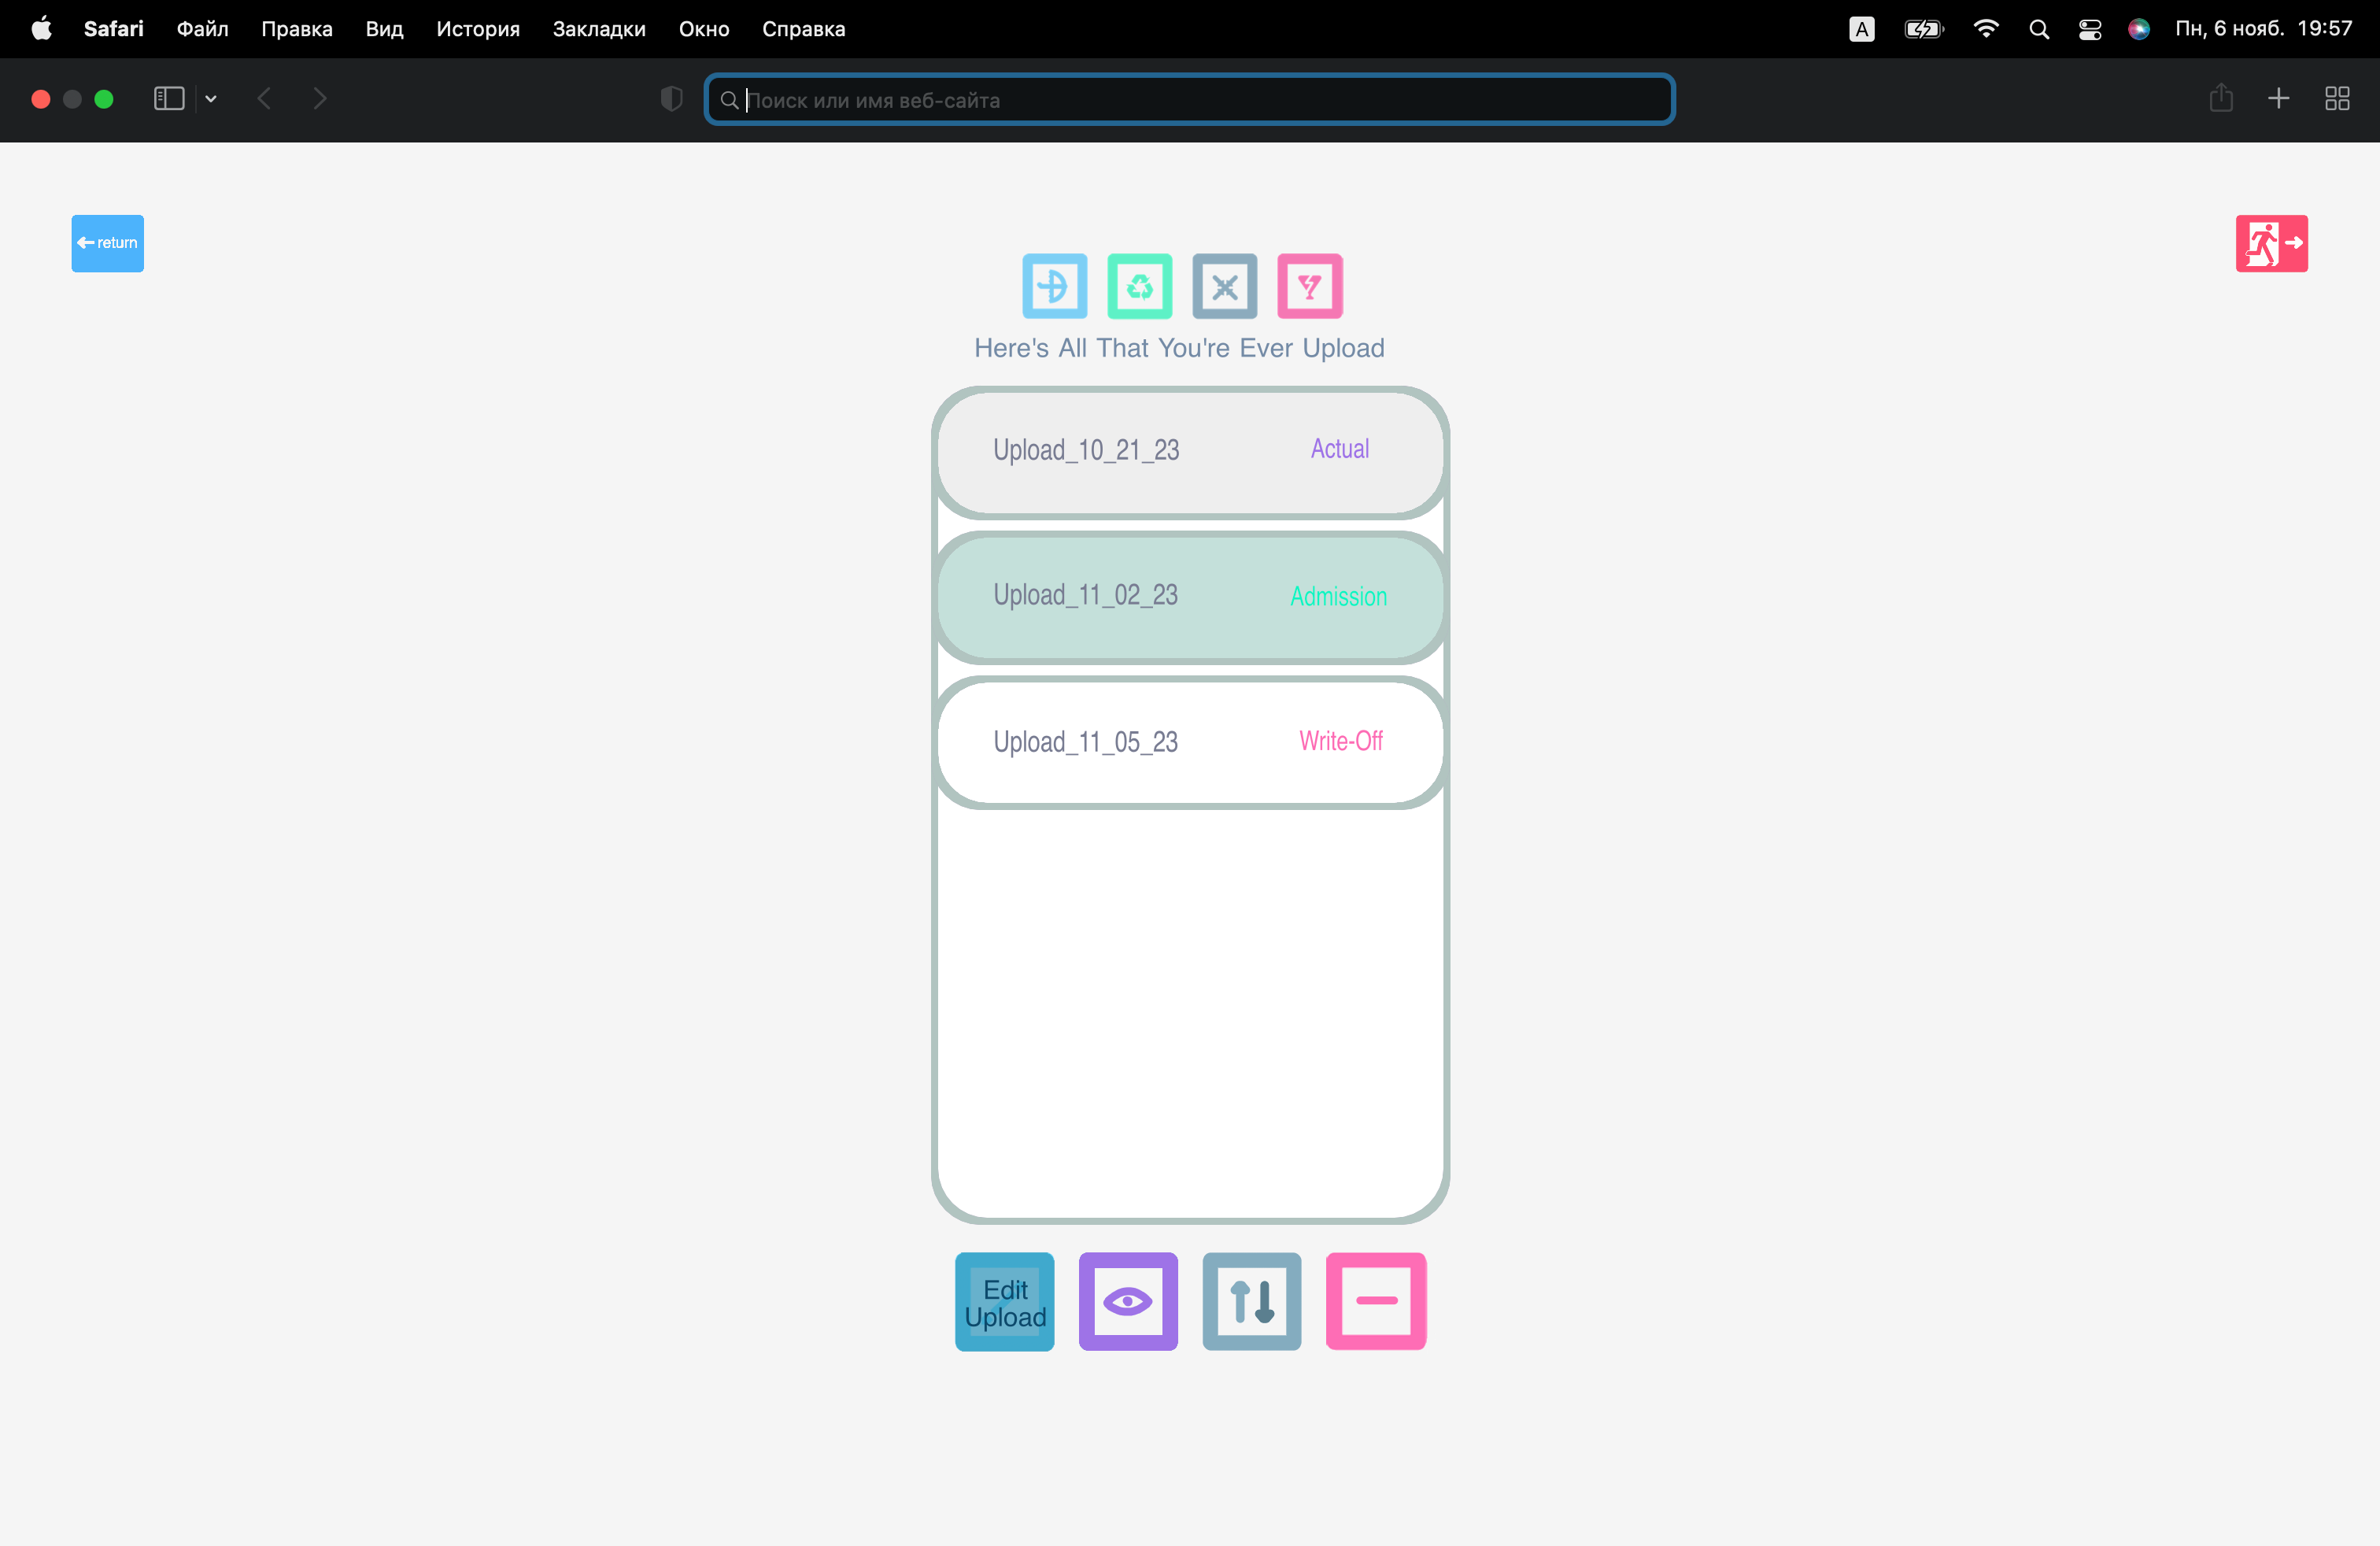 Safari Файл Правка Вид История Закладки Окно Справка A Пн, 6 нояб. 19:57
Поиск или имя веб-сайта
return
Here's All That You're Ever Upload
Upload_10_21_23 Actual
Upload_11_02_23 Admission
Upload_11_05_23 Write-Off
Edit
Upload